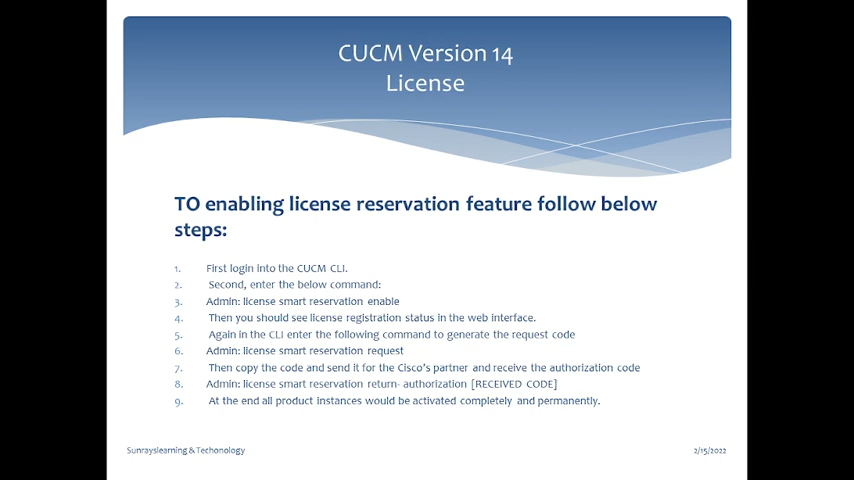 CUCM Version 14
License
TO enabling license reservation feature follow below
steps:
1. First login into the CUCM CLI.
2. Second, enter the below command:
3. Admin: license smart reservation enable
4. Then you should see license registration status in the web interface.
5. Again in the CLI enter the following command to generate the request code
6. Admin: license smart reservation request
7. Then copy the code and send it for the Cisco's partner and receive the authorization code
8. Admin: license smart reservation return- authorization [RECEIVED CODE]
9. At the end all product instances would be activated completely and permanently.
Sunrayslearning & Techonology
2/15/2022